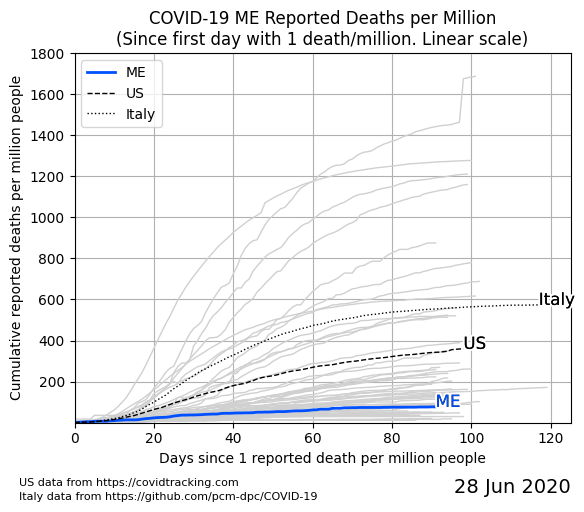 COVID-19 ME Reported Deaths per Million
(Since first day with 1 death/million. Linear scale)
Cumulative reported deaths per million people
1800
1600
1400
1200
1000
800
600
400
200
ME
US
Italy
Italy
US
ME
0 20 40 60 80 100 120
Days since 1 reported death per million people
US data from https://covidtracking.com
Italy data from https://github.com/pcm-dpc/COVID-19
28 Jun 2020